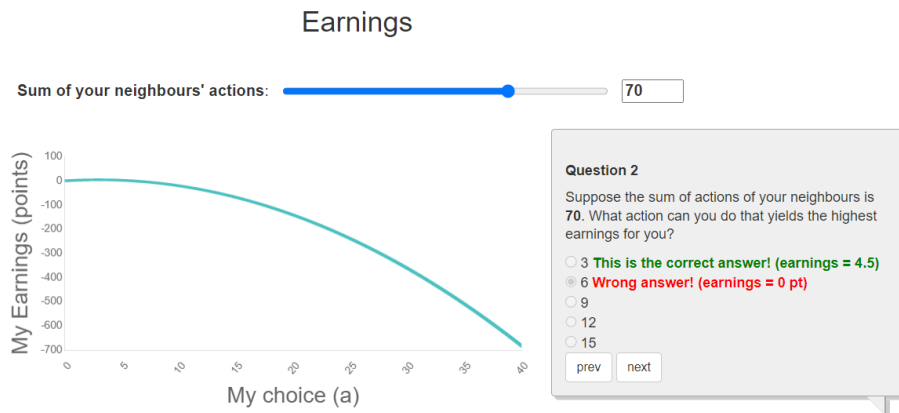 Earnings
Sum of your neighbours' actions:
70
My Earnings (points)
100
0
-100
-200
-300
-400
-500
-600
-700
0
5
10
15
20
25
30
35
40
My choice (a)
Question 2
Suppose the sum of actions of your neighbours is
70. What action can you do that yields the highest
earnings for you?
3 This is the correct answer! (earnings = 4.5)
6 Wrong answer! (earnings = 0 pt)
9
12
15
prev
next